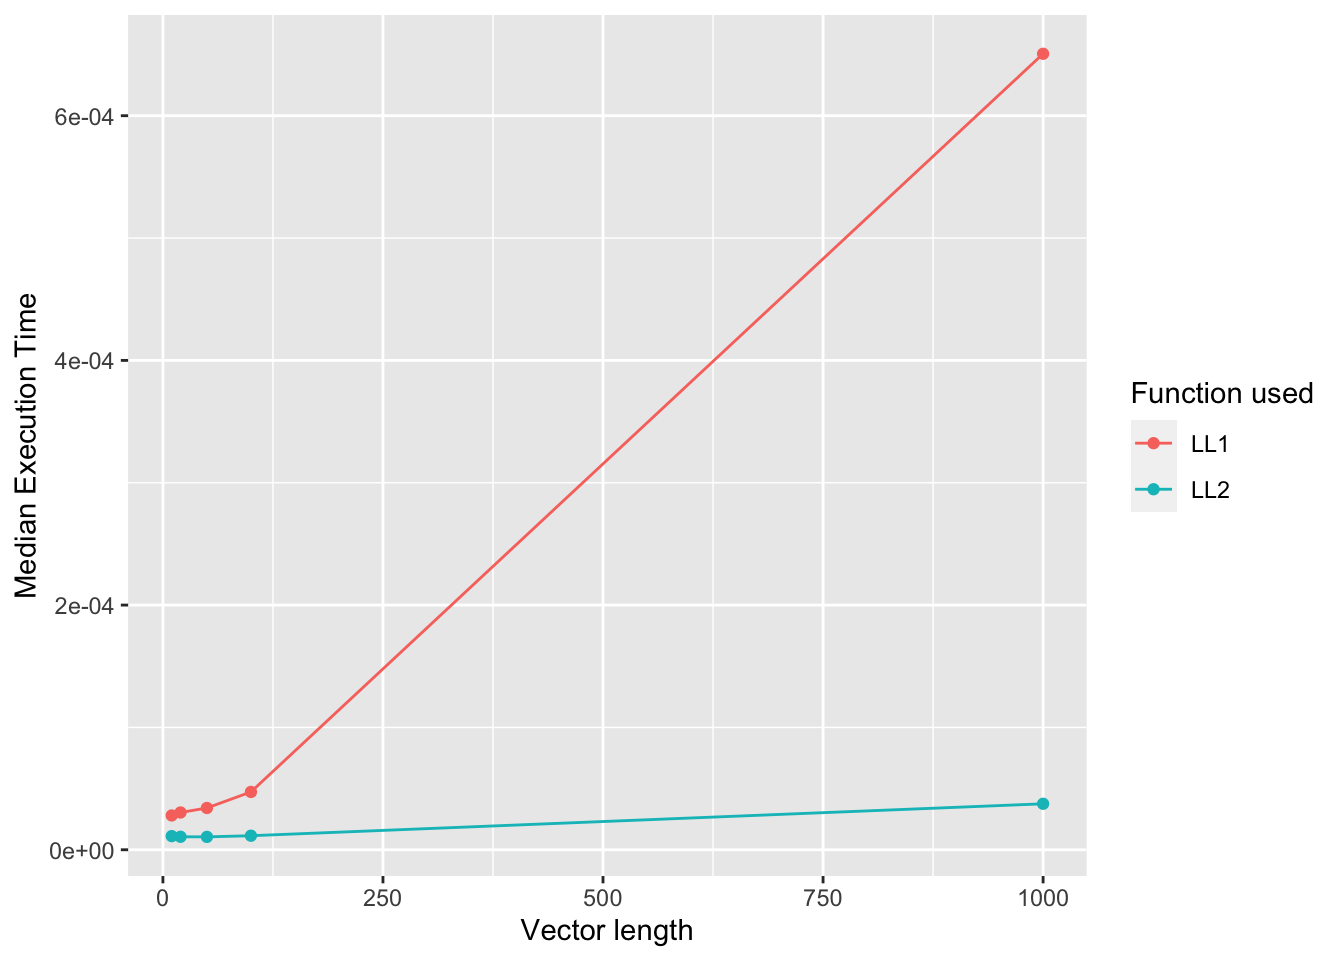 Median Execution Time
6e-04
4e-04
2e-04
0e+00
0 250 500 750 1000
Vector length
Function used
LL1
LL2